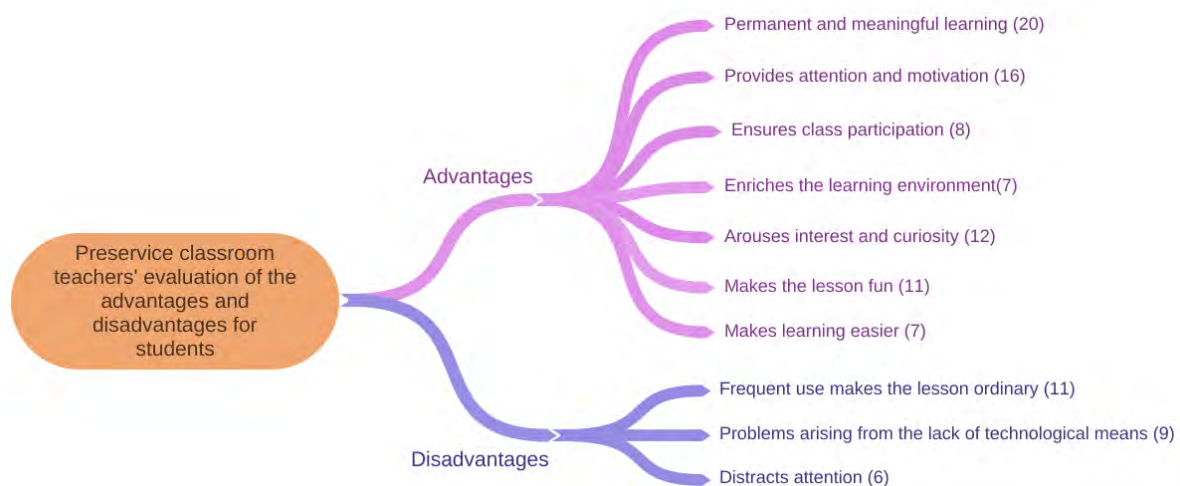 Preservice classroom
teachers' evaluation of the
advantages and
disadvantages for
students
Advantages
Permanent and meaningful learning (20)
Provides attention and motivation (16)
Ensures class participation (8)
Enriches the learning environment(7)
Arouses interest and curiosity (12)
Makes the lesson fun (11)
Makes learning easier (7)
Disadvantages
Frequent use makes the lesson ordinary (11)
Problems arising from the lack of technological means (9)
Distracts attention (6)